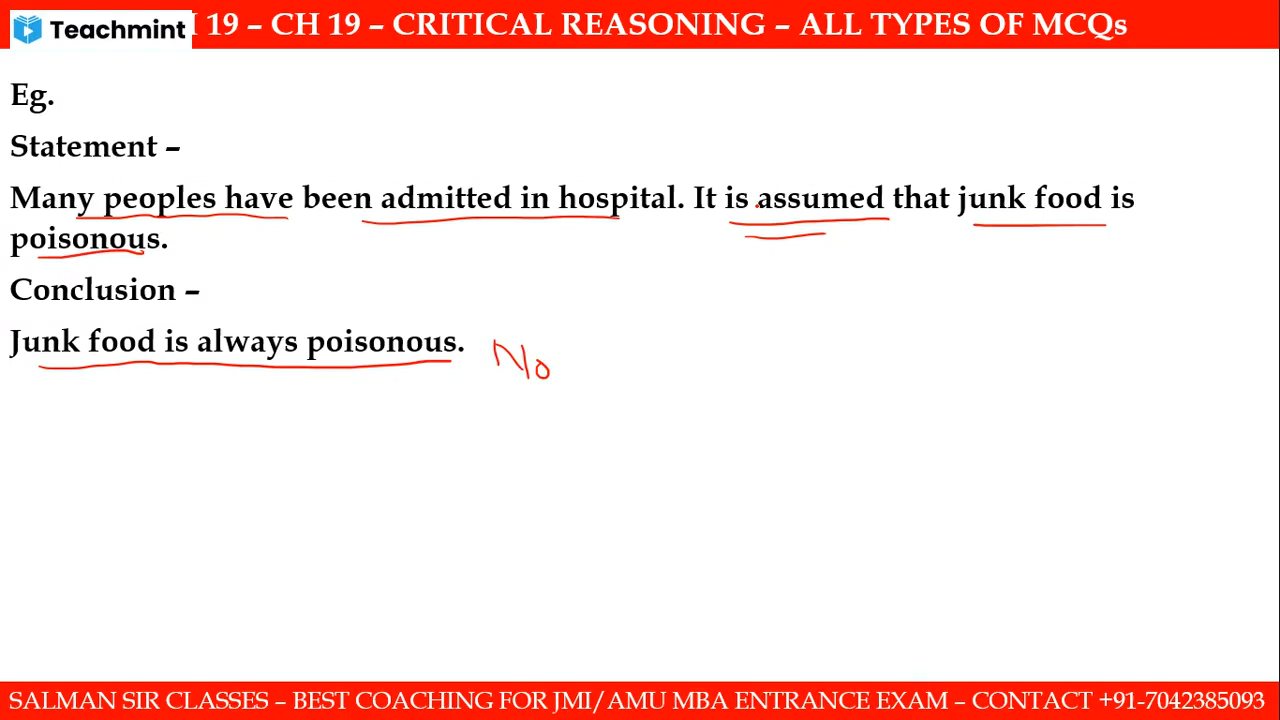 Teachmint 19 – CH 19 – CRITICAL REASONING – ALL TYPES OF MCQs
Eg.
Statement –
Many peoples have been admitted in hospital. It is assumed that junk food is
poisonous.
Conclusion –
Junk food is always poisonous. No
SALMAN SIR CLASSES – BEST COACHING FOR JMI/AMU MBA ENTRANCE EXAM – CONTACT +91-7042385093